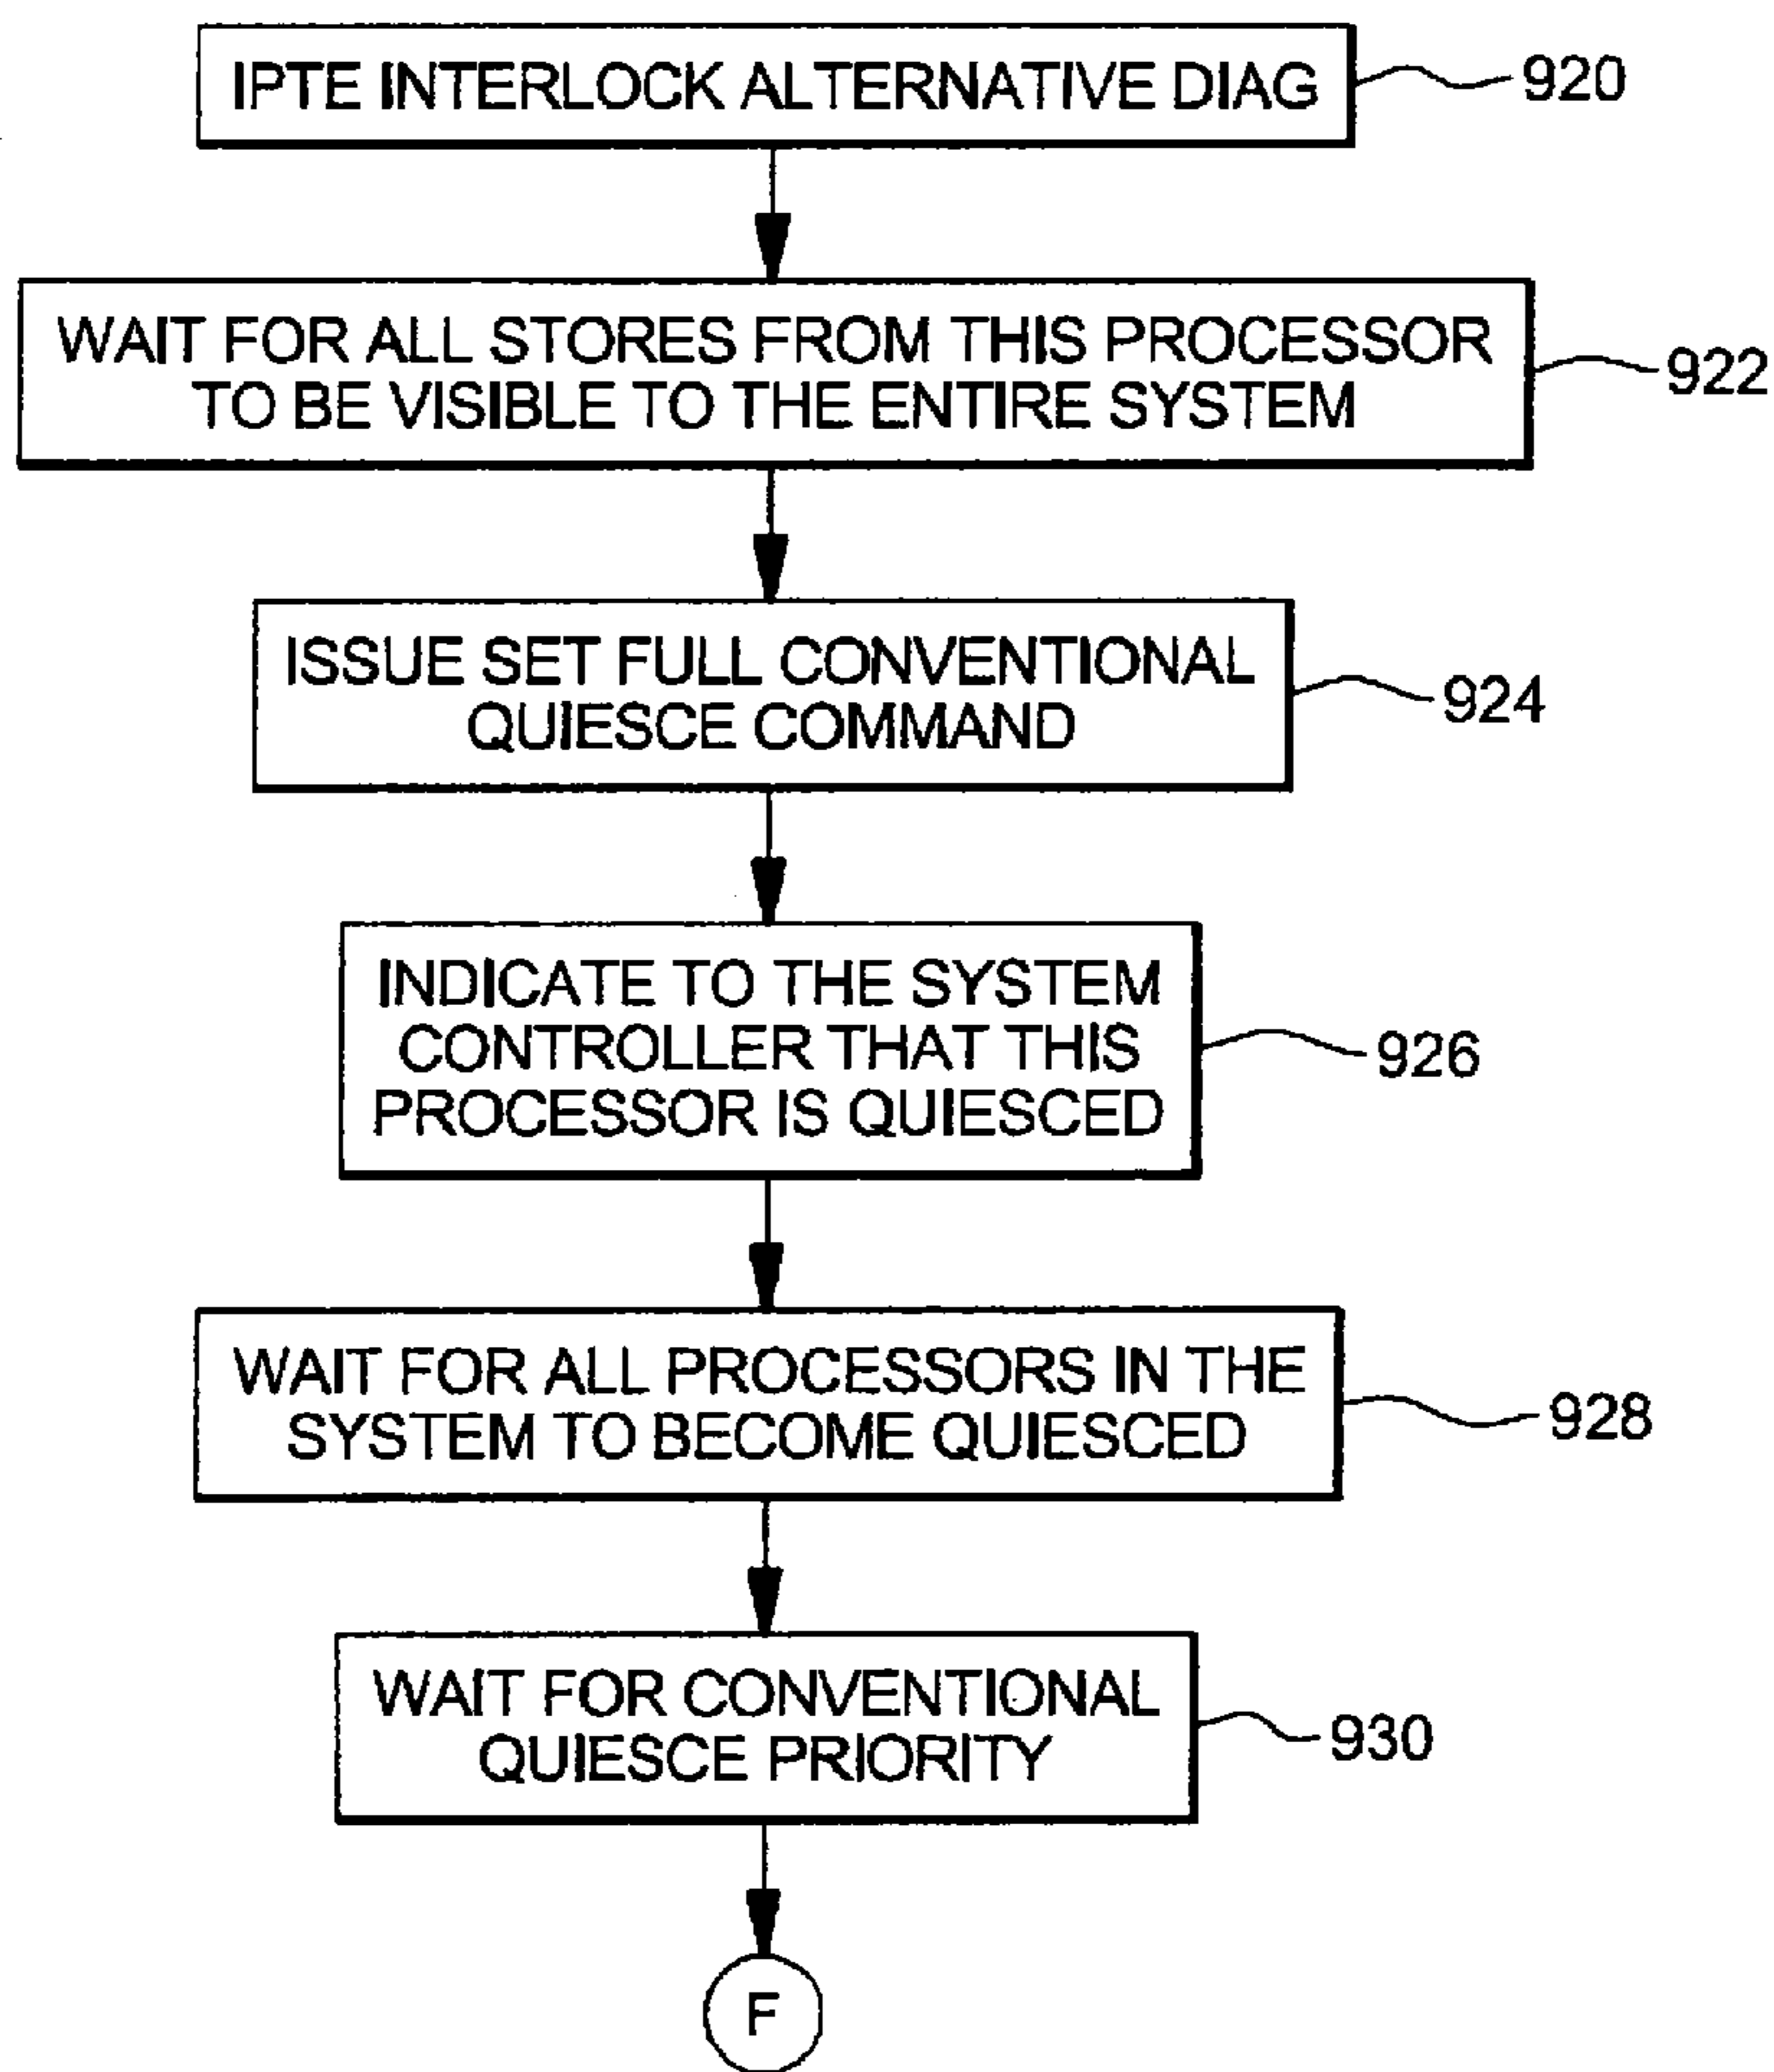 IPTE INTERLOCK ALTERNATIVE DIAG
920
WAIT FOR ALL STORES FROM THIS PROCESSOR
TO BE VISIBLE TO THE ENTIRE SYSTEM
922
ISSUE SET FULL CONVENTIONAL
QUIESCE COMMAND
924
INDICATE TO THE SYSTEM
CONTROLLER THAT THIS
PROCESSOR IS QUIESCED
926
WAIT FOR ALL PROCESSORS IN THE
SYSTEM TO BECOME QUIESCED
928
WAIT FOR CONVENTIONAL
QUIESCE PRIORITY
930
F